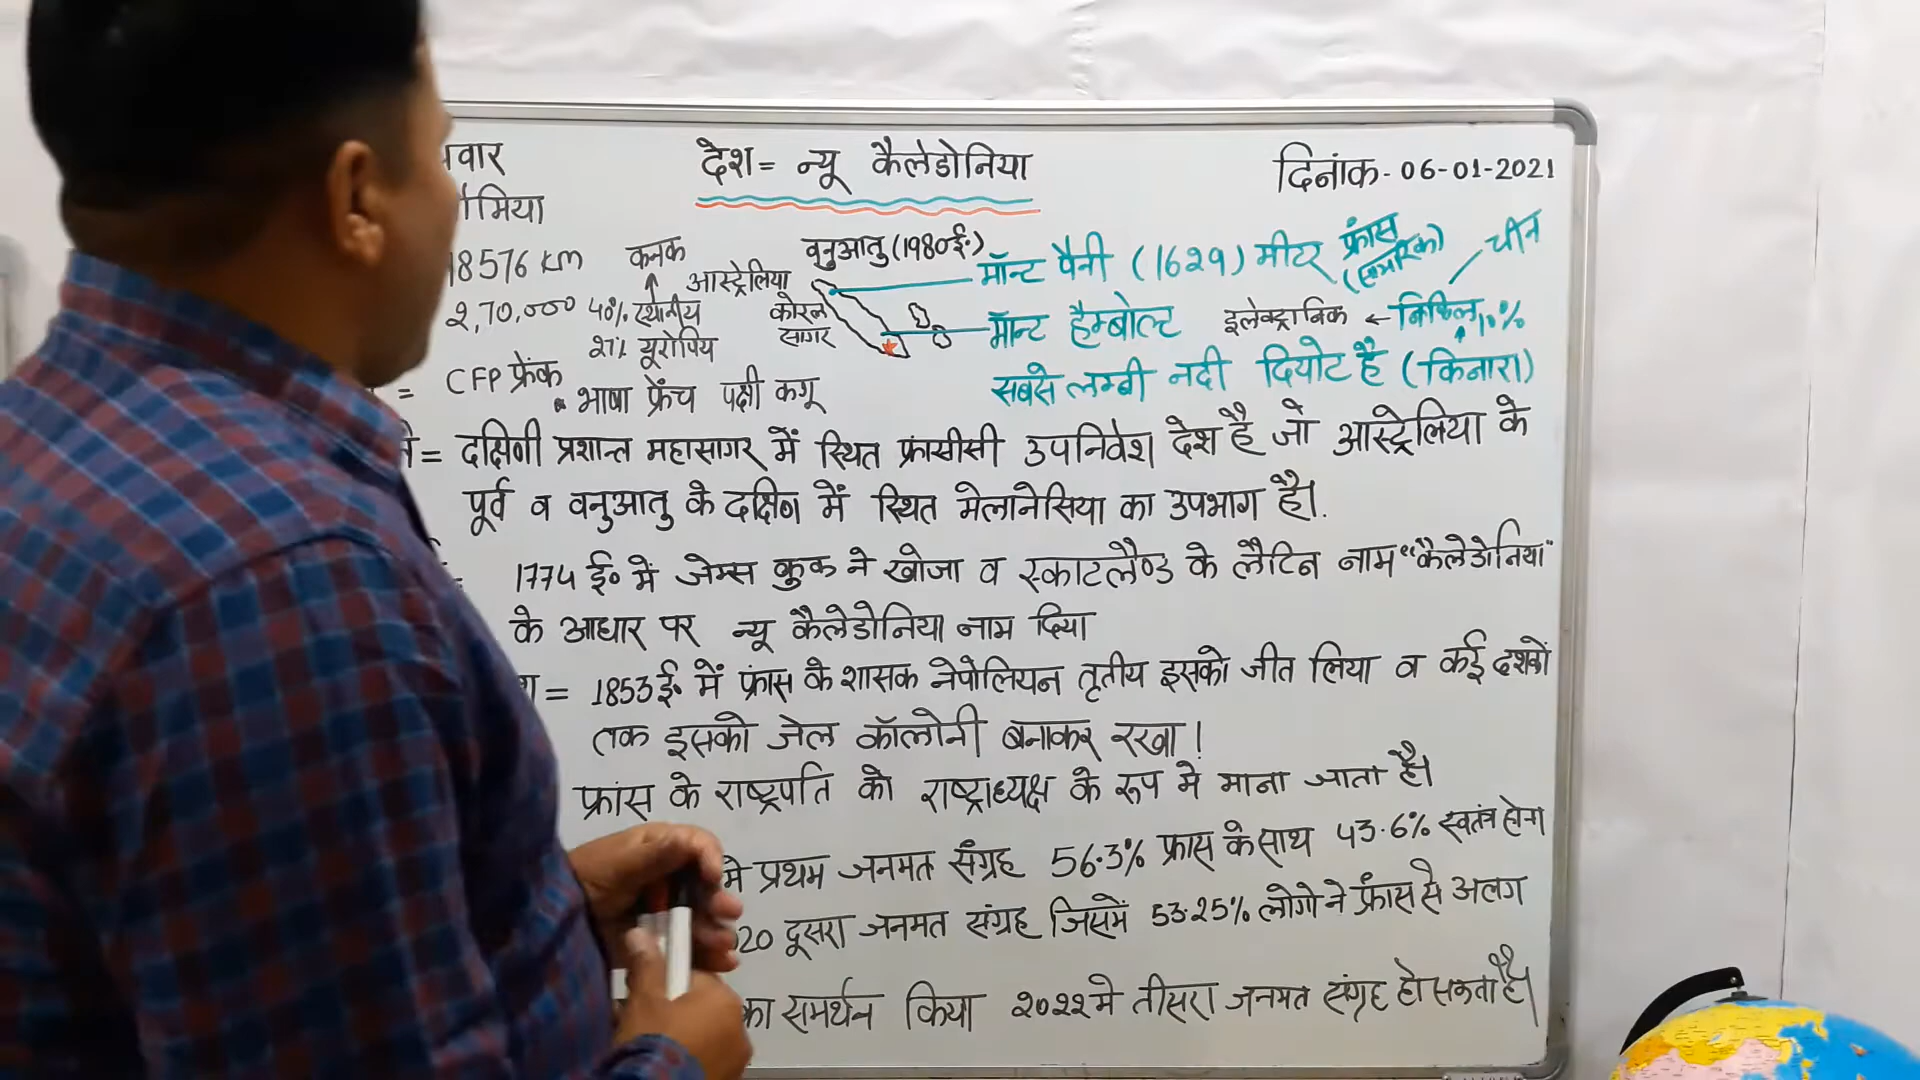 देश = न्यू कैलेडोनिया
दिनांक- 06-01-2021
18576 km
कनक
आस्ट्रेलिया
वनुआतु (1980ई॰)
मॉन्ट पैनी (1629) मीटर
फ्रांस
चीन
2,70,000
40% स्थानीय
27% यूरोपिय
कोरल
सागर
मॉन्ट हैम्बोल्ट
इलेक्ट्रानिक ← निकिल 10%
= CFP फ्रेंक
भाषा फ्रेंच पक्षी कगू
सबसे लम्बी नदी दियोट है (किनारा)
= दक्षिणी प्रशान्त महासागर में स्थित फ्रांसीसी उपनिवेश देश है जो आस्ट्रेलिया के
पूर्व व वनुआतु के दक्षिण में स्थित मेलानेसिया का उपभाग है।.
1774 ई॰ में जेम्स कुक ने खोजा व स्काटलैण्ड के लैटिन नाम "कैलेडोनिया"
के आधार पर न्यू कैलेडोनिया नाम दिया
= 1853ई॰ में फ्रांस के शासक नेपोलियन तृतीय इसको जीत लिया व कई दशकों
तक इसको जेल कॉलोनी बनाकर रखा!
फ्रांस के राष्ट्रपति को राष्ट्राध्यक्ष के रूप मे माना जाता है।
मे प्रथम जनमत संग्रह 56.3% फ्रास के साथ 43.6% स्वतंत्र होना
20 दूसरा जनमत संग्रह जिसमें 53.25% लोगो ने फ्रांस से अलग
का समर्थन किया 2022 मे तीसरा जनमत संग्रह हो सकता है।